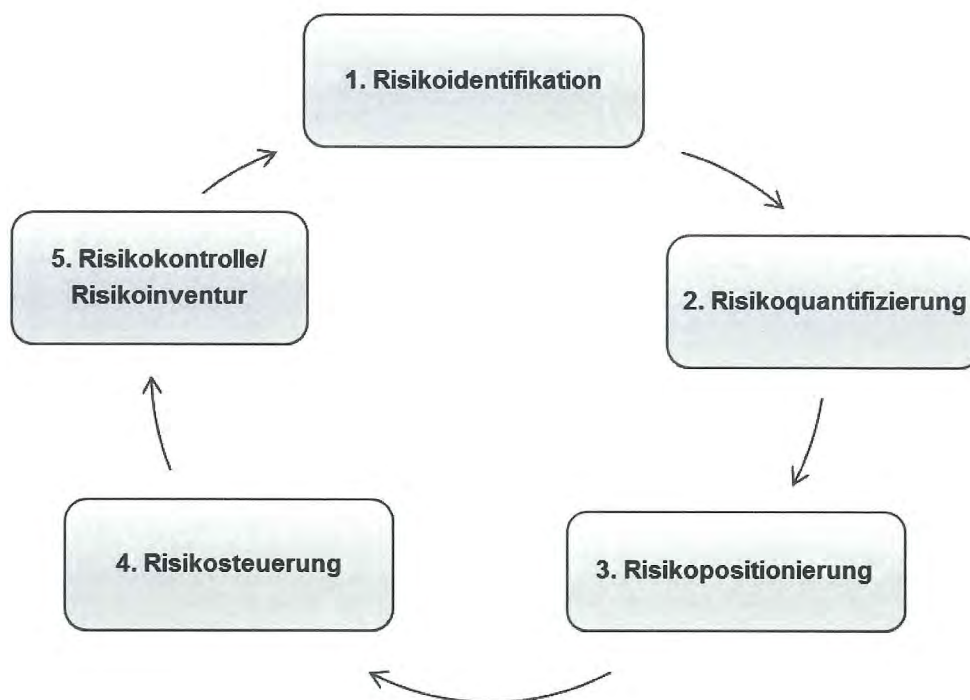 1. Risikoidentifikation
2. Risikoquantifizierung
3. Risikopositionierung
4. Risikosteuerung
5. Risikokontrolle/
Risikoinventur